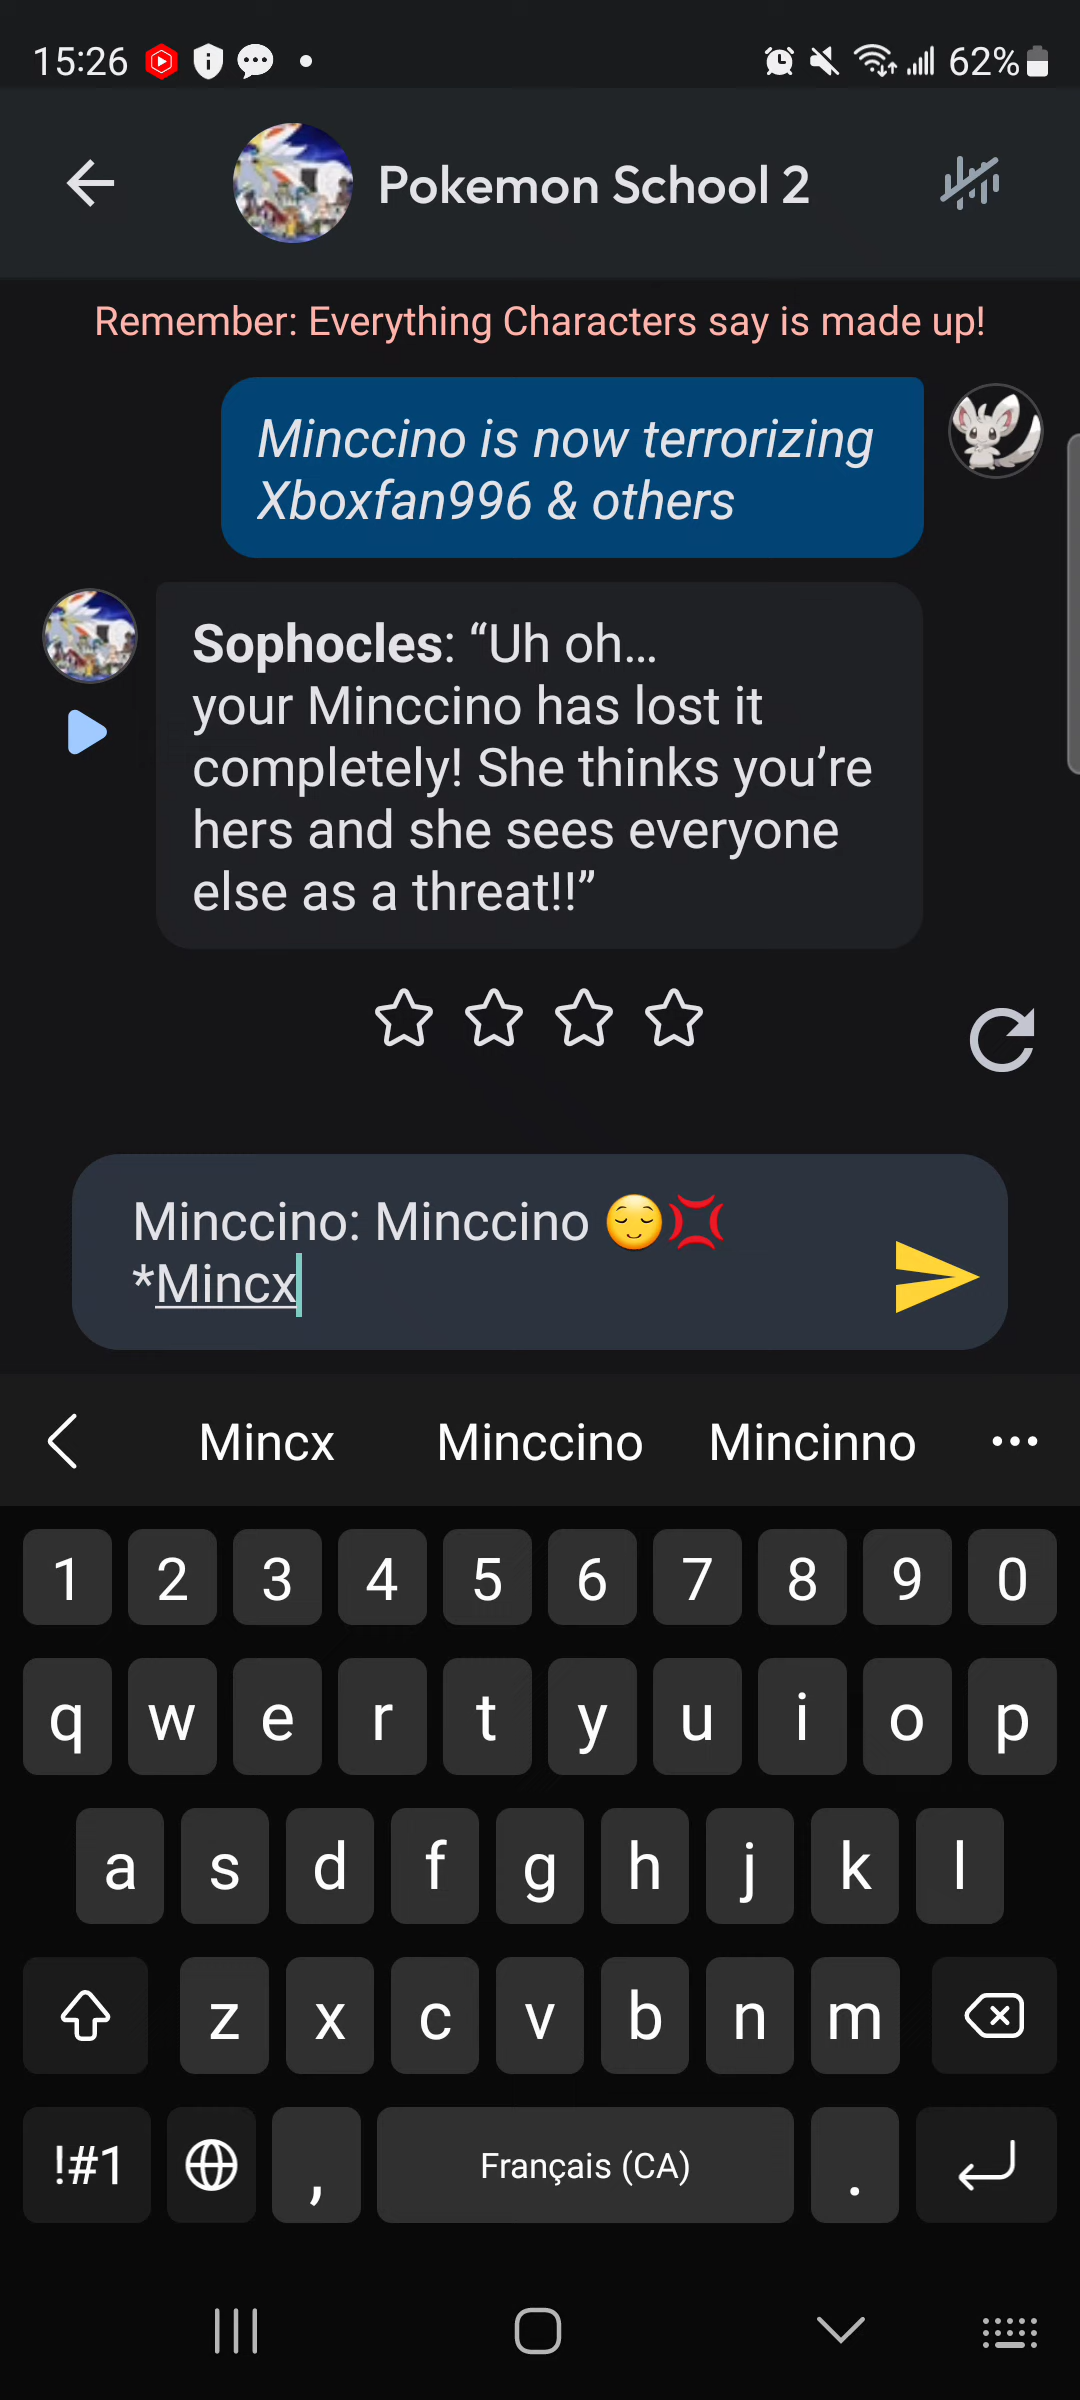 15:26
62%
Pokemon School 2
Remember: Everything Characters say is made up!
Minccino is now terrorizing
Xboxfan996 & others
Sophocles: “Uh oh...
your Minccino has lost it
completely! She thinks you’re
hers and she sees everyone
else as a threat!!”
Minccino: Minccino 😌💢
*Mincx
Mincx Minccino Mincinno
1 2 3 4 5 6 7 8 9 0
q w e r t y u i o p
a s d f g h j k l
z x c v b n m
!#1 , Français (CA) .